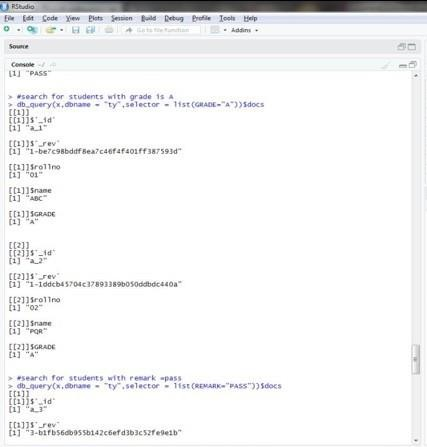 RStudio
File Edit Code View Plots Session Build Debug Profile Tools Help
Go to file/function Addins
Source
Console ~/
[1] "PASS"
> #search for students with grade is A
> db_query(x,dbname = "ty",selector = list(GRADE="A"))$docs
[[1]]
[[1]]$`_id`
[1] "a_1"
[[1]]$`_rev`
[1] "1-be7c98bddf8ea7c46f4f401ff387593d"
[[1]]$rollno
[1] "01"
[[1]]$name
[1] "ABC"
[[1]]$GRADE
[1] "A"
[[2]]
[[2]]$`_id`
[1] "a_2"
[[2]]$`_rev`
[1] "1-1ddcb45704c37893389b050ddbdc440a"
[[2]]$rollno
[1] "02"
[[2]]$name
[1] "PQR"
[[2]]$GRADE
[1] "A"
> #search for students with remark =pass
> db_query(x,dbname = "ty",selector = list(REMARK="PASS"))$docs
[[1]]
[[1]]$`_id`
[1] "a_3"
[[1]]$`_rev`
[1] "3-b1fb56db955b142c6efd3b3c52fe9e1b"